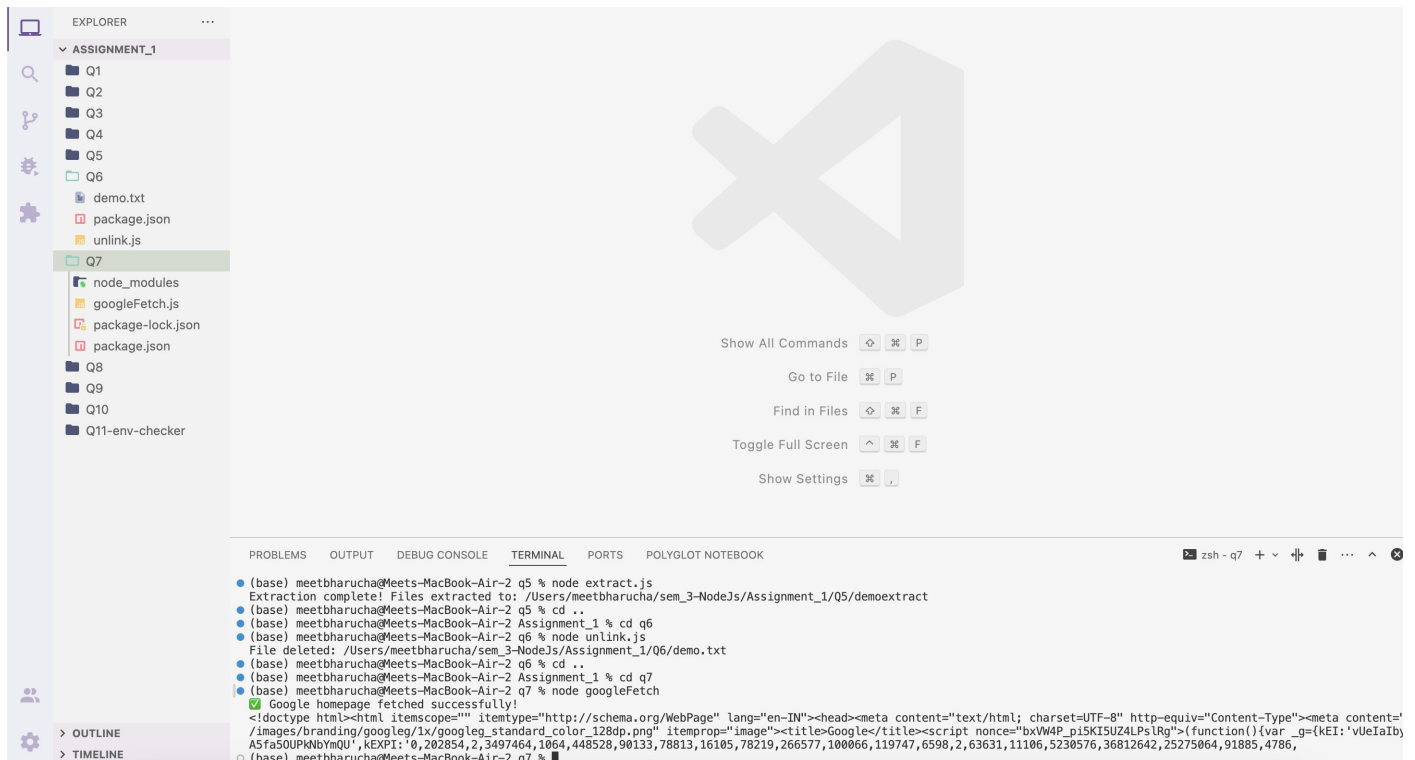 EXPLORER ...
ASSIGNMENT_1
Q1
Q2
Q3
Q4
Q5
Q6
demo.txt
package.json
unlink.js
Q7
node_modules
googleFetch.js
package-lock.json
package.json
Q8
Q9
Q10
Q11-env-checker
OUTLINE
TIMELINE
Show All Commands ⇧ ⌘ P
Go to File ⌘ P
Find in Files ⇧ ⌘ F
Toggle Full Screen ^ ⌘ F
Show Settings ⌘ ,
PROBLEMS OUTPUT DEBUG CONSOLE TERMINAL PORTS POLYGLOT NOTEBOOK zsh - q7
(base) meetbharucha@Meets-MacBook-Air-2 q5 % node extract.js
Extraction complete! Files extracted to: /Users/meetbharucha/sem_3-NodeJs/Assignment_1/Q5/demoextract
(base) meetbharucha@Meets-MacBook-Air-2 q5 % cd ..
(base) meetbharucha@Meets-MacBook-Air-2 Assignment_1 % cd q6
(base) meetbharucha@Meets-MacBook-Air-2 q6 % node unlink.js
File deleted: /Users/meetbharucha/sem_3-NodeJs/Assignment_1/Q6/demo.txt
(base) meetbharucha@Meets-MacBook-Air-2 q6 % cd ..
(base) meetbharucha@Meets-MacBook-Air-2 Assignment_1 % cd q7
(base) meetbharucha@Meets-MacBook-Air-2 q7 % node googleFetch
✅ Google homepage fetched successfully!
<!doctype html><html itemscope="" itemtype="http://schema.org/WebPage" lang="en-IN"><head><meta content="text/html; charset=UTF-8" http-equiv="Content-Type"><meta content="
/images/branding/googleg/1x/googleg_standard_color_128dp.png" itemprop="image"><title>Google</title><script nonce="bxVW4P_pi5KI5UZ4LPslRg">(function(){var _g={kEI:'vUeIaIby
A5fa5OUPkNbYmQU',kEXPI:'0,202854,2,3497464,1064,448528,90133,78813,16105,78219,266577,100066,119747,6598,2,63631,11106,5230576,36812642,25275064,91885,4786,
(base) meetbharucha@Meets-MacBook-Air-2 q7 %